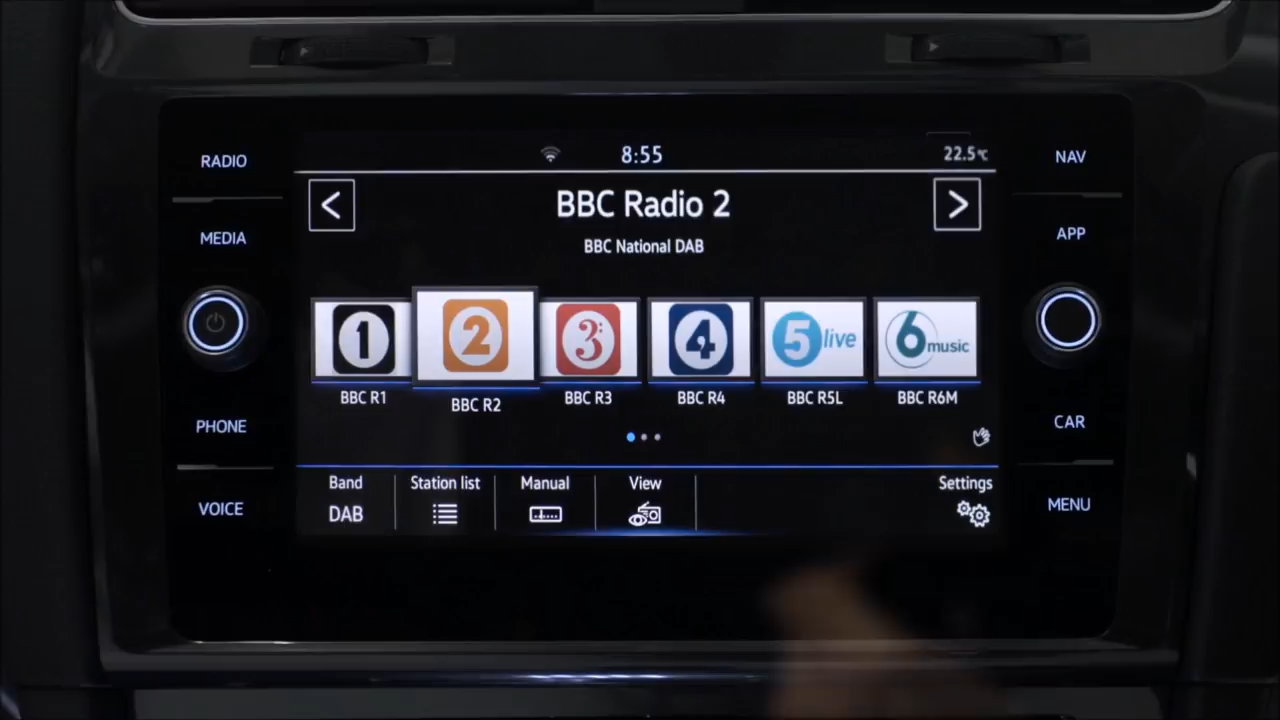 8:55
22.5°C
RADIO
NAV
BBC Radio 2
MEDIA
APP
BBC National DAB
1
2
3
4
5 live
6 music
BBC R1
BBC R2
BBC R3
BBC R4
BBC R5L
BBC R6M
PHONE
CAR
Band
Station list
Manual
View
Settings
DAB
VOICE
MENU